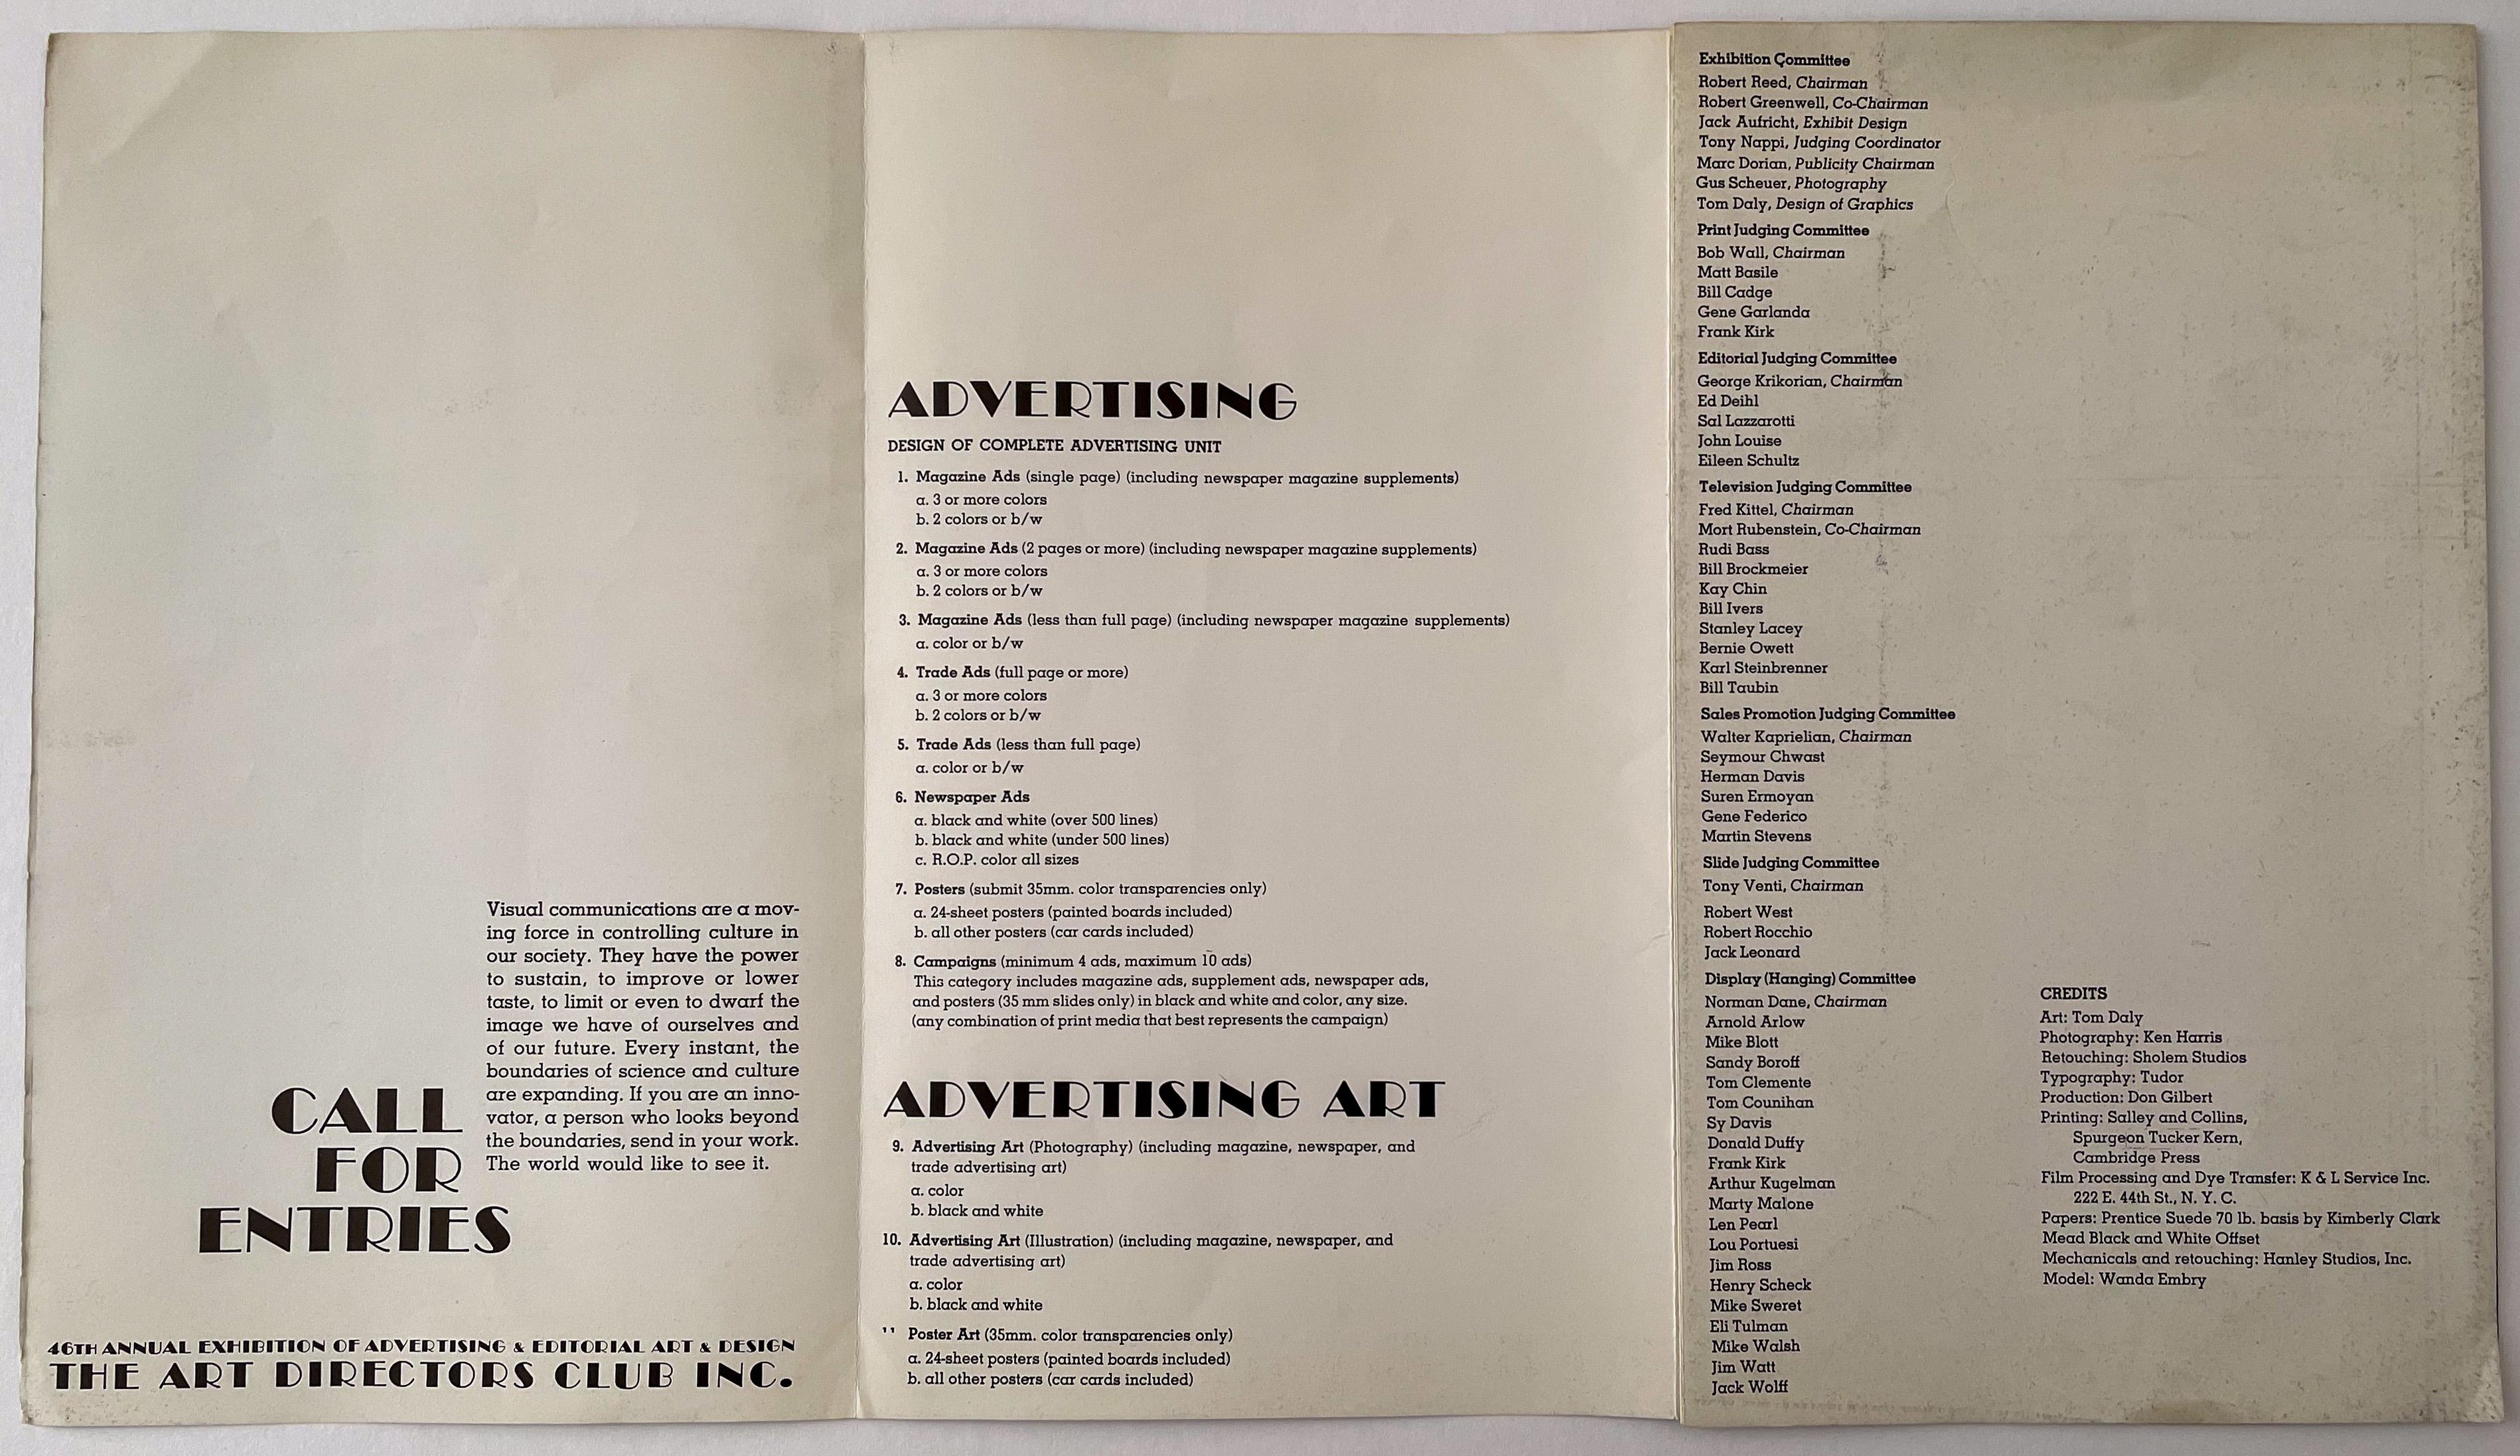 Visual communications are a mov-
ing force in controlling culture in
our society. They have the power
to sustain, to improve or lower
taste, to limit or even to dwarf the
image we have of ourselves and
of our future. Every instant, the
boundaries of science and culture
are expanding. If you are an inno-
vator, a person who looks beyond
the boundaries, send in your work.
The world would like to see it.
CALL
FOR
ENTRIES
46TH ANNUAL EXHIBITION OF ADVERTISING & EDITORIAL ART & DESIGN
THE ART DIRECTORS CLUB INC.
ADVERTISING
DESIGN OF COMPLETE ADVERTISING UNIT
1. Magazine Ads (single page) (including newspaper magazine supplements)
a. 3 or more colors
b. 2 colors or b/w
2. Magazine Ads (2 pages or more) (including newspaper magazine supplements)
a. 3 or more colors
b. 2 colors or b/w
3. Magazine Ads (less than full page) (including newspaper magazine supplements)
a. color or b/w
4. Trade Ads (full page or more)
a. 3 or more colors
b. 2 colors or b/w
5. Trade Ads (less than full page)
a. color or b/w
6. Newspaper Ads
a. black and white (over 500 lines)
b. black and white (under 500 lines)
c. R.O.P. color all sizes
7. Posters (submit 35mm. color transparencies only)
a. 24-sheet posters (painted boards included)
b. all other posters (car cards included)
8. Campaigns (minimum 4 ads, maximum 10 ads)
This category includes magazine ads, supplement ads, newspaper ads,
and posters (35 mm slides only) in black and white and color, any size.
(any combination of print media that best represents the campaign)
ADVERTISING ART
9. Advertising Art (Photography) (including magazine, newspaper, and
trade advertising art)
a. color
b. black and white
10. Advertising Art (Illustration) (including magazine, newspaper, and
trade advertising art)
a. color
b. black and white
11 Poster Art (35mm. color transparencies only)
a. 24-sheet posters (painted boards included)
b. all other posters (car cards included)
Exhibition Committee
Robert Reed, Chairman
Robert Greenwell, Co-Chairman
Jack Aufricht, Exhibit Design
Tony Nappi, Judging Coordinator
Marc Dorian, Publicity Chairman
Gus Scheuer, Photography
Tom Daly, Design of Graphics
Print Judging Committee
Bob Wall, Chairman
Matt Basile
Bill Cadge
Gene Garlanda
Frank Kirk
Editorial Judging Committee
George Krikorian, Chairman
Ed Deihl
Sal Lazzarotti
John Louise
Eileen Schultz
Television Judging Committee
Fred Kittel, Chairman
Mort Rubenstein, Co-Chairman
Rudi Bass
Bill Brockmeier
Kay Chin
Bill Ivers
Stanley Lacey
Bernie Owett
Karl Steinbrenner
Bill Taubin
Sales Promotion Judging Committee
Walter Kaprielian, Chairman
Seymour Chwast
Herman Davis
Suren Ermoyan
Gene Federico
Martin Stevens
Slide Judging Committee
Tony Venti, Chairman
Robert West
Robert Rocchio
Jack Leonard
Display (Hanging) Committee
Norman Dane, Chairman
Arnold Arlow
Mike Blott
Sandy Boroff
Tom Clemente
Tom Counihan
Sy Davis
Donald Duffy
Frank Kirk
Arthur Kugelman
Marty Malone
Len Pearl
Lou Portuesi
Jim Ross
Henry Scheck
Mike Sweret
Eli Tulman
Mike Walsh
Jim Watt
Jack Wolff
CREDITS
Art: Tom Daly
Photography: Ken Harris
Retouching: Sholem Studios
Typography: Tudor
Production: Don Gilbert
Printing: Salley and Collins,
Spurgeon Tucker Kern,
Cambridge Press
Film Processing and Dye Transfer: K & L Service Inc.
222 E. 44th St., N. Y. C.
Papers: Prentice Suede 70 lb. basis by Kimberly Clark
Mead Black and White Offset
Mechanicals and retouching: Hanley Studios, Inc.
Model: Wanda Embry